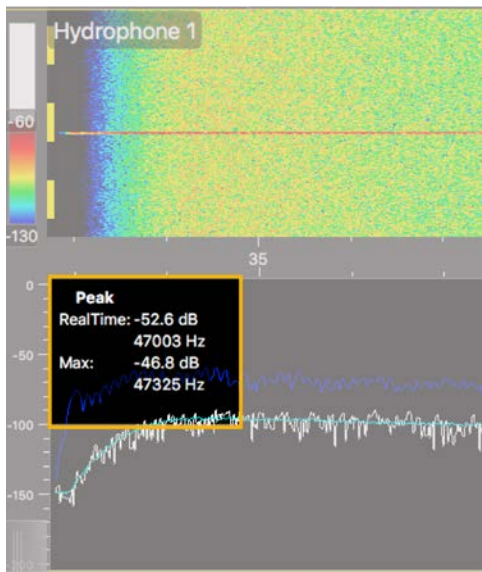 Hydrophone 1
-60
-130
35
0
Peak
RealTime: -52.6 dB
47003 Hz
Max: -46.8 dB
47325 Hz
-50
-100
-150
-200